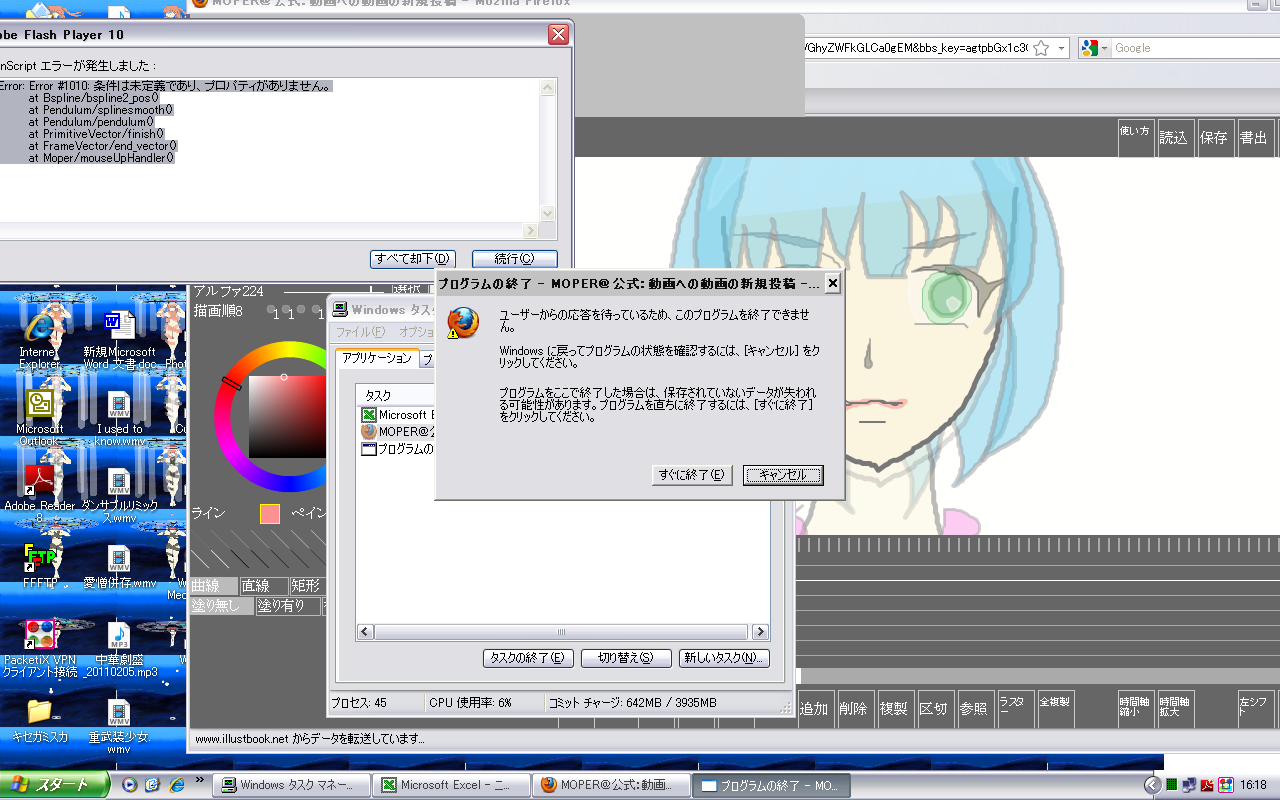 MOPER@公式: 動画への動画の新規投稿 - Mozilla Firefox
be Flash Player 10
nScript エラーが発生しました :
Error: Error #1010: 条件は未定義であり、プロパティがありません。
at Bspline/bspline2_pos()
at Pendulum/splinesmooth()
at Pendulum/pendulum()
at PrimitiveVector/finish()
at FrameVector/end_vector()
at Moper/mouseUpHandler()
すべて却下(D)
続行(C)
/GhyZWFkGLCa0gEM&bbs_key=agtpbGx1c3(
Google
使い方
読込
保存
書出
アルファ224
選択
描画順8
1
1
1
ライン
ペイン
曲線
直線
矩形
塗り無し
塗り有り
Windows タス
ファイル(F)
オプショ
アプリケーション
プ
タスク
Microsoft E
MOPER@公
プログラムの
タスクの終了(E)
切り替え(S)
新しいタスク(N)...
プロセス: 45
CPU 使用率: 6%
コミット チャージ: 642MB / 3935MB
プログラムの終了 - MOPER@公式: 動画への動画の新規投稿 -...
ユーザーからの応答を待っているため、このプログラムを終了できませ
ん。
Windows に戻ってプログラムの状態を確認するには、[キャンセル] をク
リックしてください。
プログラムをここで終了した場合は、保存されていないデータが失われ
る可能性があります。プログラムを直ちに終了するには、[すぐに終了]
をクリックしてください。
すぐに終了(E)
キャンセル
Internet
Explorer
新規Microsoft
Word 文書.doc
Microsoft
Outlook
I used to
know.wmv
Adobe Reader
8
ダンサブルリミック
ス.wmv
FFFTP
愛憎併存.wmv
PacketiX VPN
クライアント接続
中華劇盛
_20110205.mp3
キセガミスカ
重武装少女.
wmv
追加
削除
複製
区切
参照
ラスター
全複製
時間軸
縮小
時間軸
拡大
左シフ
ト
www.illustbook.net からデータを転送しています...
スタート
Windows タスク マネー...
Microsoft Excel - ニ...
MOPER@公式: 動画...
プログラムの終了 - MO...
16:18